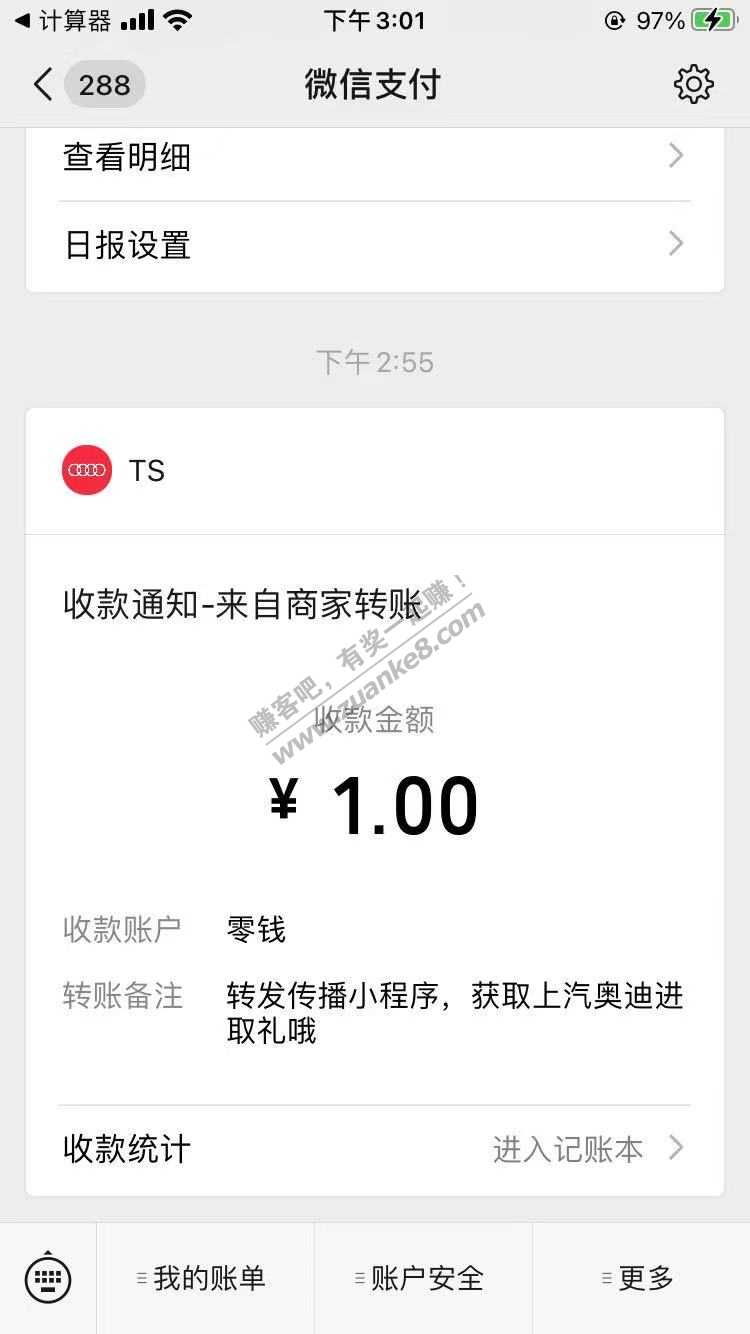 计算器 下午3:01 97%
288 微信支付
查看明细
日报设置
下午2:55
TS
收款通知-来自商家转账
赚客吧，有奖一起赚！
www.zuanke8.com
收款金额
¥ 1.00
收款账户 零钱
转账备注 转发传播小程序，获取上汽奥迪进
取礼哦
收款统计 进入记账本
我的账单 账户安全 更多